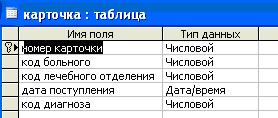 карточка : таблица
Имя поля Тип данных
номер карточки Числовой
код больного Числовой
код лечебного отделения Числовой
дата поступления Дата/время
код диагноза Числовой